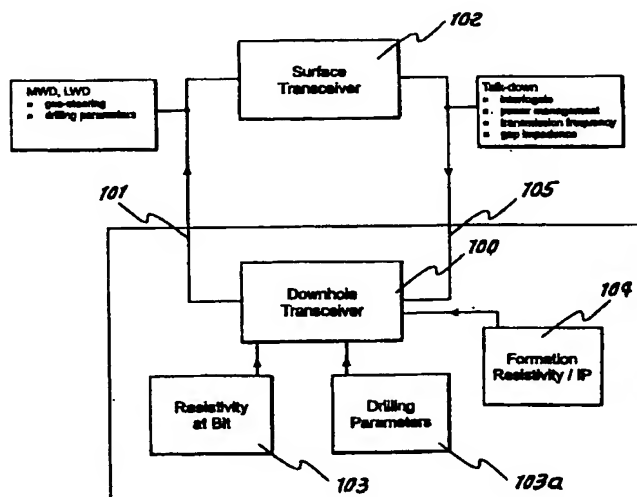 102
Surface
Transceiver
MWD, LWD
geo-steering
drilling parameters
Talk-down
interrogate
power management
transmission frequency
gap impedence
101
105
100
Downhole
Transceiver
104
Formation
Resistivity / IP
Resistivity
at Bit
Drilling
Parameters
103
103a